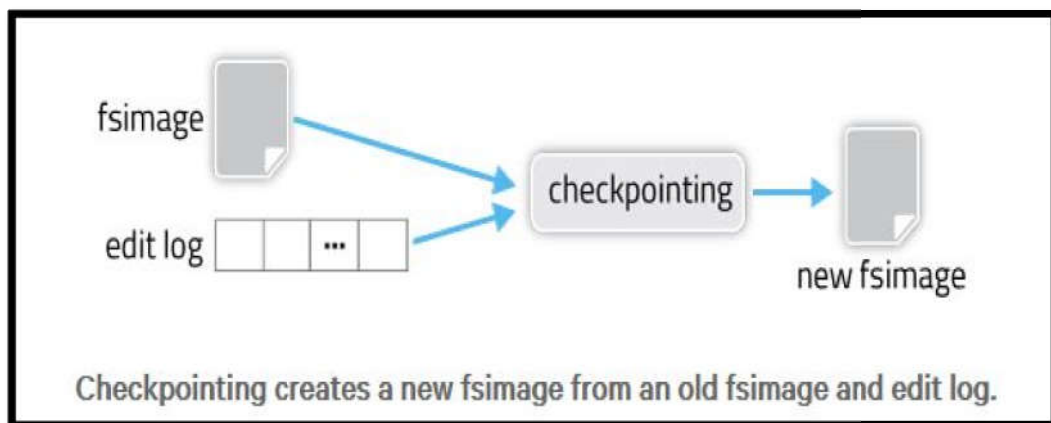 fsimage
checkpointing
edit log ...
new fsimage
Checkpointing creates a new fsimage from an old fsimage and edit log.